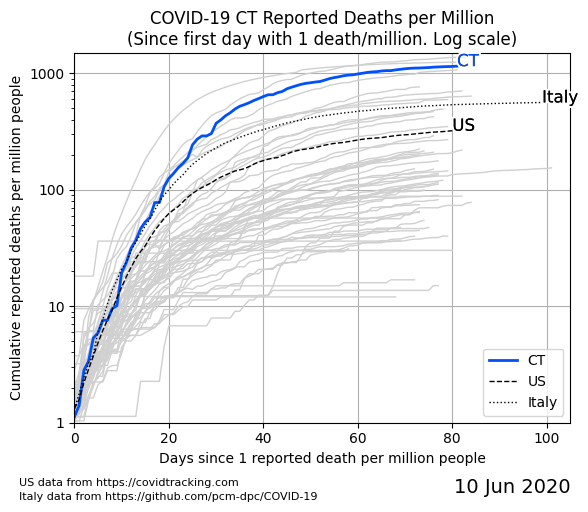 COVID-19 CT Reported Deaths per Million
(Since first day with 1 death/million. Log scale)
Cumulative reported deaths per million people
1000
100
10
1
CT
Italy
US
CT
US
Italy
0 20 40 60 80 100
Days since 1 reported death per million people
US data from https://covidtracking.com
Italy data from https://github.com/pcm-dpc/COVID-19
10 Jun 2020